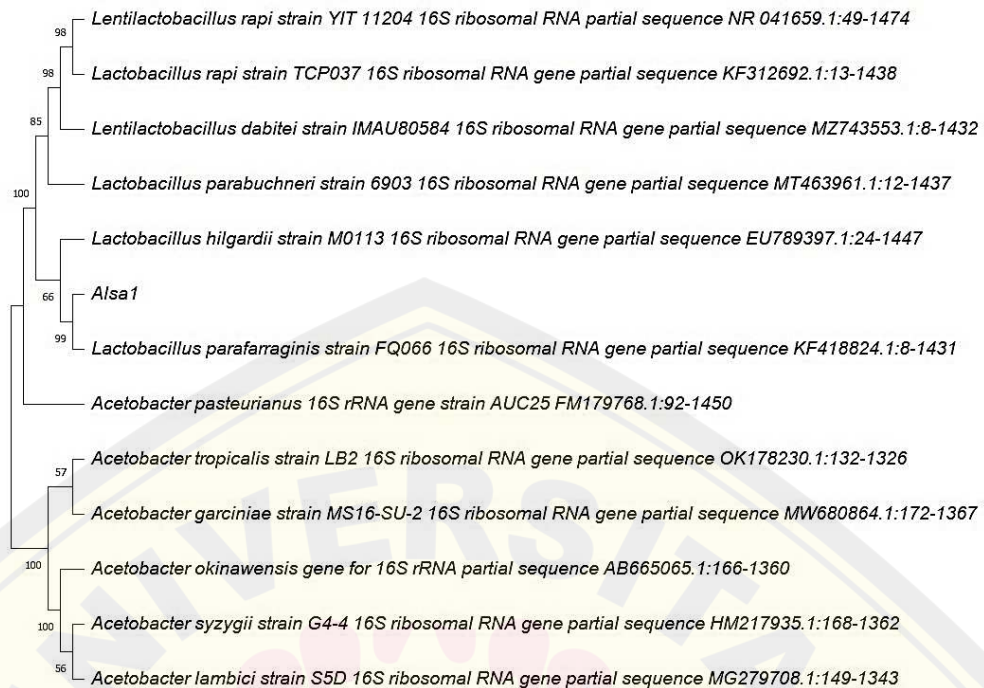 98
Lentilactobacillus rapi strain YIT 11204 16S ribosomal RNA partial sequence NR 041659.1:49-1474
98
Lactobacillus rapi strain TCP037 16S ribosomal RNA gene partial sequence KF312692.1:13-1438
85
Lentilactobacillus dabitei strain IMAU80584 16S ribosomal RNA gene partial sequence MZ743553.1:8-1432
100
Lactobacillus parabuchneri strain 6903 16S ribosomal RNA gene partial sequence MT463961.1:12-1437
Lactobacillus hilgardii strain M0113 16S ribosomal RNA gene partial sequence EU789397.1:24-1447
66
Alsa1
99
Lactobacillus parafarraginis strain FQ066 16S ribosomal RNA gene partial sequence KF418824.1:8-1431
Acetobacter pasteurianus 16S rRNA gene strain AUC25 FM179768.1:92-1450
57
Acetobacter tropicalis strain LB2 16S ribosomal RNA gene partial sequence OK178230.1:132-1326
Acetobacter garciniae strain MS16-SU-2 16S ribosomal RNA gene partial sequence MW680864.1:172-1367
100
Acetobacter okinawensis gene for 16S rRNA partial sequence AB665065.1:166-1360
100
Acetobacter syzygii strain G4-4 16S ribosomal RNA gene partial sequence HM217935.1:168-1362
56
Acetobacter lambici strain S5D 16S ribosomal RNA gene partial sequence MG279708.1:149-1343
NIVERSITA